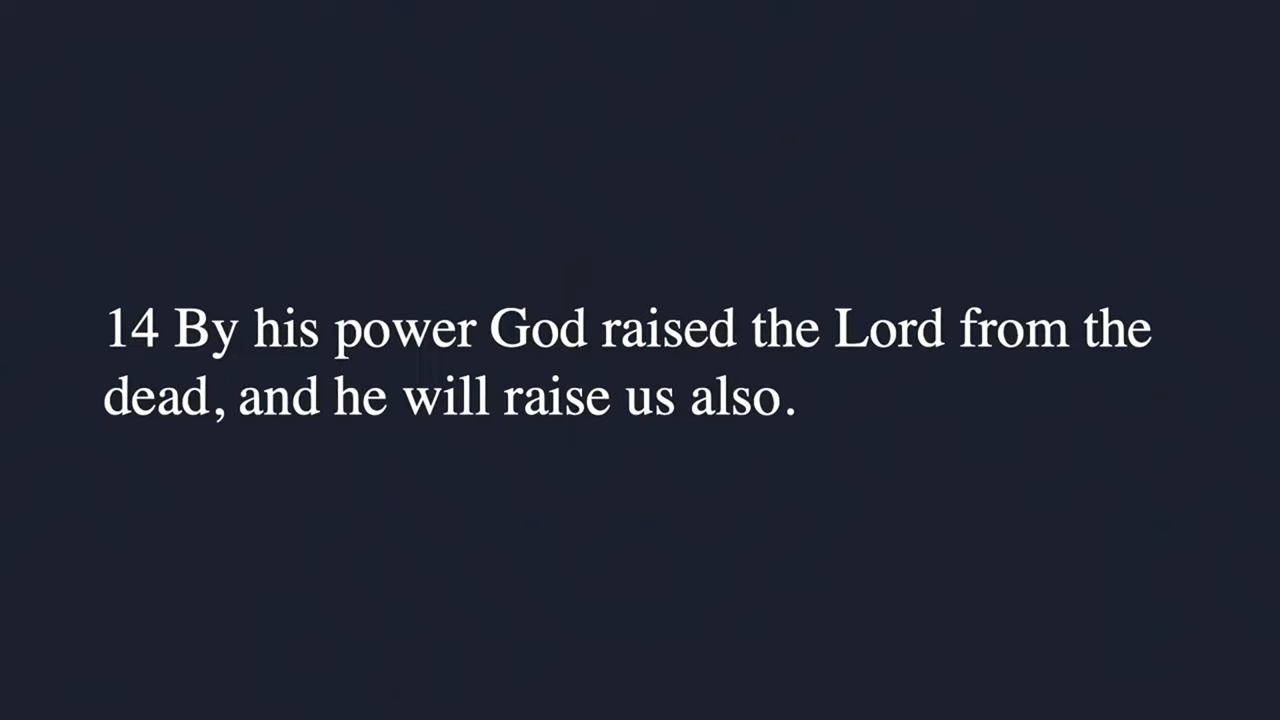 14 By his power God raised the Lord from the
dead, and he will raise us also.